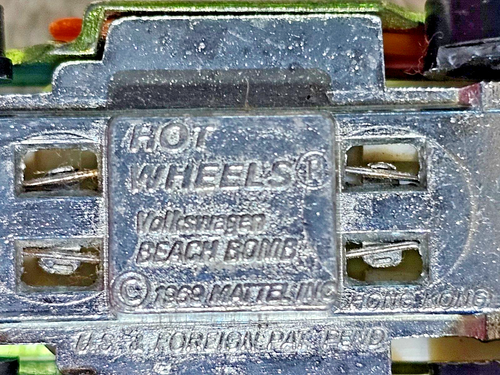 HOT
WHEELS ®
Volkswagen
BEACH BOMB
© 1969 MATTEL INC
HONG KONG
U.S. & FOREIGN PAT. PEND